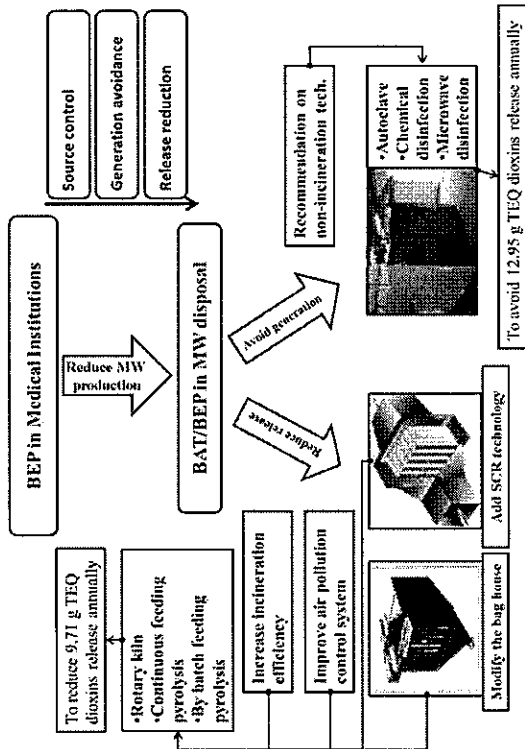 BEP in Medical Institutions
Source control
Generation avoidance
Release reduction
Reduce MW
production
BAT/BEP in MW disposal
To reduce 9.71 g TEQ
dioxins release annually
•Rotary kiln
•Continuous feeding
pyrolysis
•By batch feeding
pyrolysis
Increase incineration
efficiency
Improve air pollution
control system
Reduce release
Avoid generation
Recommendation on
non-incineration tech.
•Autoclave
•Chemical
disinfection
•Microwave
disinfection
Modify the bag house
Add SCR technology
To avoid 12.95 g TEQ dioxins release annually